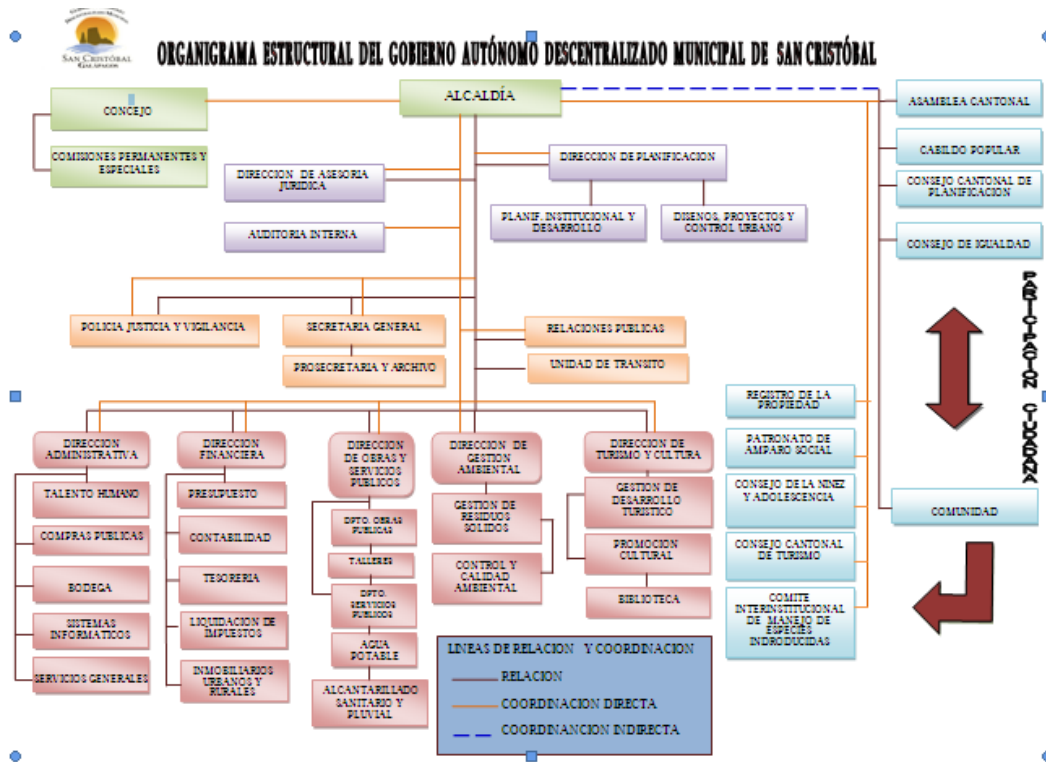 SAN CRISTÓBAL
GALAPAGOS
ORGANIGRAMA ESTRUCTURAL DEL GOBIERNO AUTÓNOMO DESCENTRALIZADO MUNICIPAL DE SAN CRISTÓBAL
ALCALDÍA
CONCEJO
COMISIONES PERMANENTES Y
ESPECIALES
DIRECCION DE ASESORIA
JURIDICA
AUDITORIA INTERNA
DIRECCION DE PLANIFICACION
PLANIF. INSTITUCIONAL Y
DESARROLLO
DISENOS, PROYECTOS Y
CONTROL URBANO
ASAMBLEA CANTONAL
CABILDO POPULAR
CONSEJO CANTONAL DE
PLANIFICACION
CONSEJO DE IGUALDAD
PARTICIPACIÓN CIUDADANA
POLICIA JUSTICIA Y VIGILANCIA
SECRETARIA GENERAL
PROSECRETARIA Y ARCHIVO
RELACIONES PUBLICAS
UNIDAD DE TRANSITO
REGISTRO DE LA
PROPIEDAD
PATRONATO DE
AMPARO SOCIAL
CONSEJO DE LA NINEZ
Y ADOLESCENCIA
CONSEJO CANTONAL
DE TURISMO
COMITE
INTERINSTITUCIONAL
DE MANEJO DE
ESPECIES
INDRODUCIDAS
COMUNIDAD
DIRECCION
ADMINISTRATIVA
TALENTO HUMANO
COMPRAS PUBLICAS
BODEGA
SISTEMAS
INFORMATICOS
SERVICIOS GENERALES
DIRECCION
FINANCIERA
PRESUPUESTO
CONTABILIDAD
TESORERIA
LIQUIDACION DE
IMPUESTOS
INMOBILIARIOS
URBANOS Y
RURALES
DIRECCION
DE OBRAS Y
SERVICIOS
PUBLICOS
DPTO. OBRAS
PUBLICAS
TALLERES
DPTO.
SERVICIOS
PUBLICOS
AGUA
POTABLE
ALCANTARILLADO
SANITARIO Y
PLUVIAL
DIRECCION DE
GESTION
AMBIENTAL
GESTION DE
RESIDUOS
SOLIDOS
CONTROL Y
CALIDAD
AMBIENTAL
DIRECCION DE
TURISMO Y CULTURA
GESTION DE
DESARROLLO
TURISTICO
PROMOCION
CULTURAL
BIBLIOTECA
LINEAS DE RELACION Y COORDINACION
RELACION
COORDINACION DIRECTA
COORDINANCION INDIRECTA